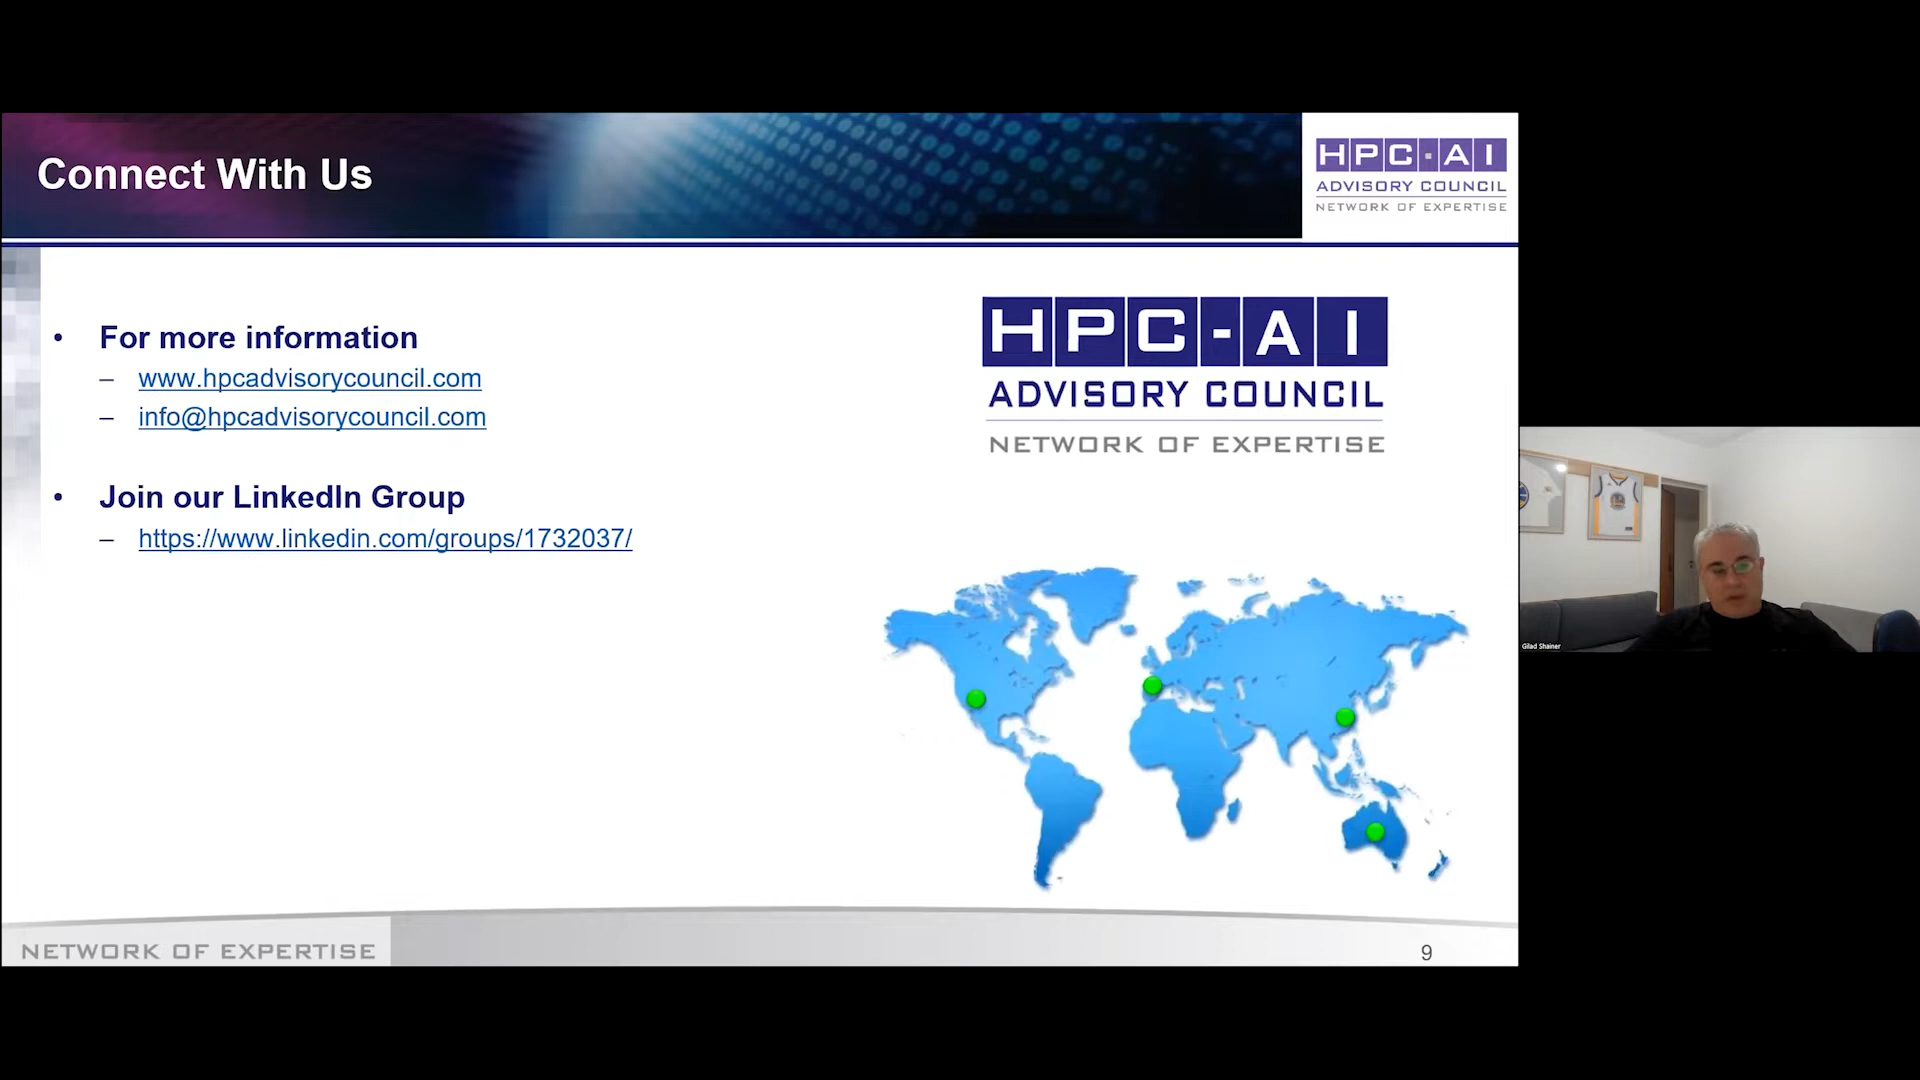 Connect With Us
HPC-AI
ADVISORY COUNCIL
NETWORK OF EXPERTISE
• For more information
– www.hpcadvisorycouncil.com
– info@hpcadvisorycouncil.com
• Join our LinkedIn Group
– https://www.linkedin.com/groups/1732037/
HPC-AI
ADVISORY COUNCIL
NETWORK OF EXPERTISE
Gilad Shainer
NETWORK OF EXPERTISE
9